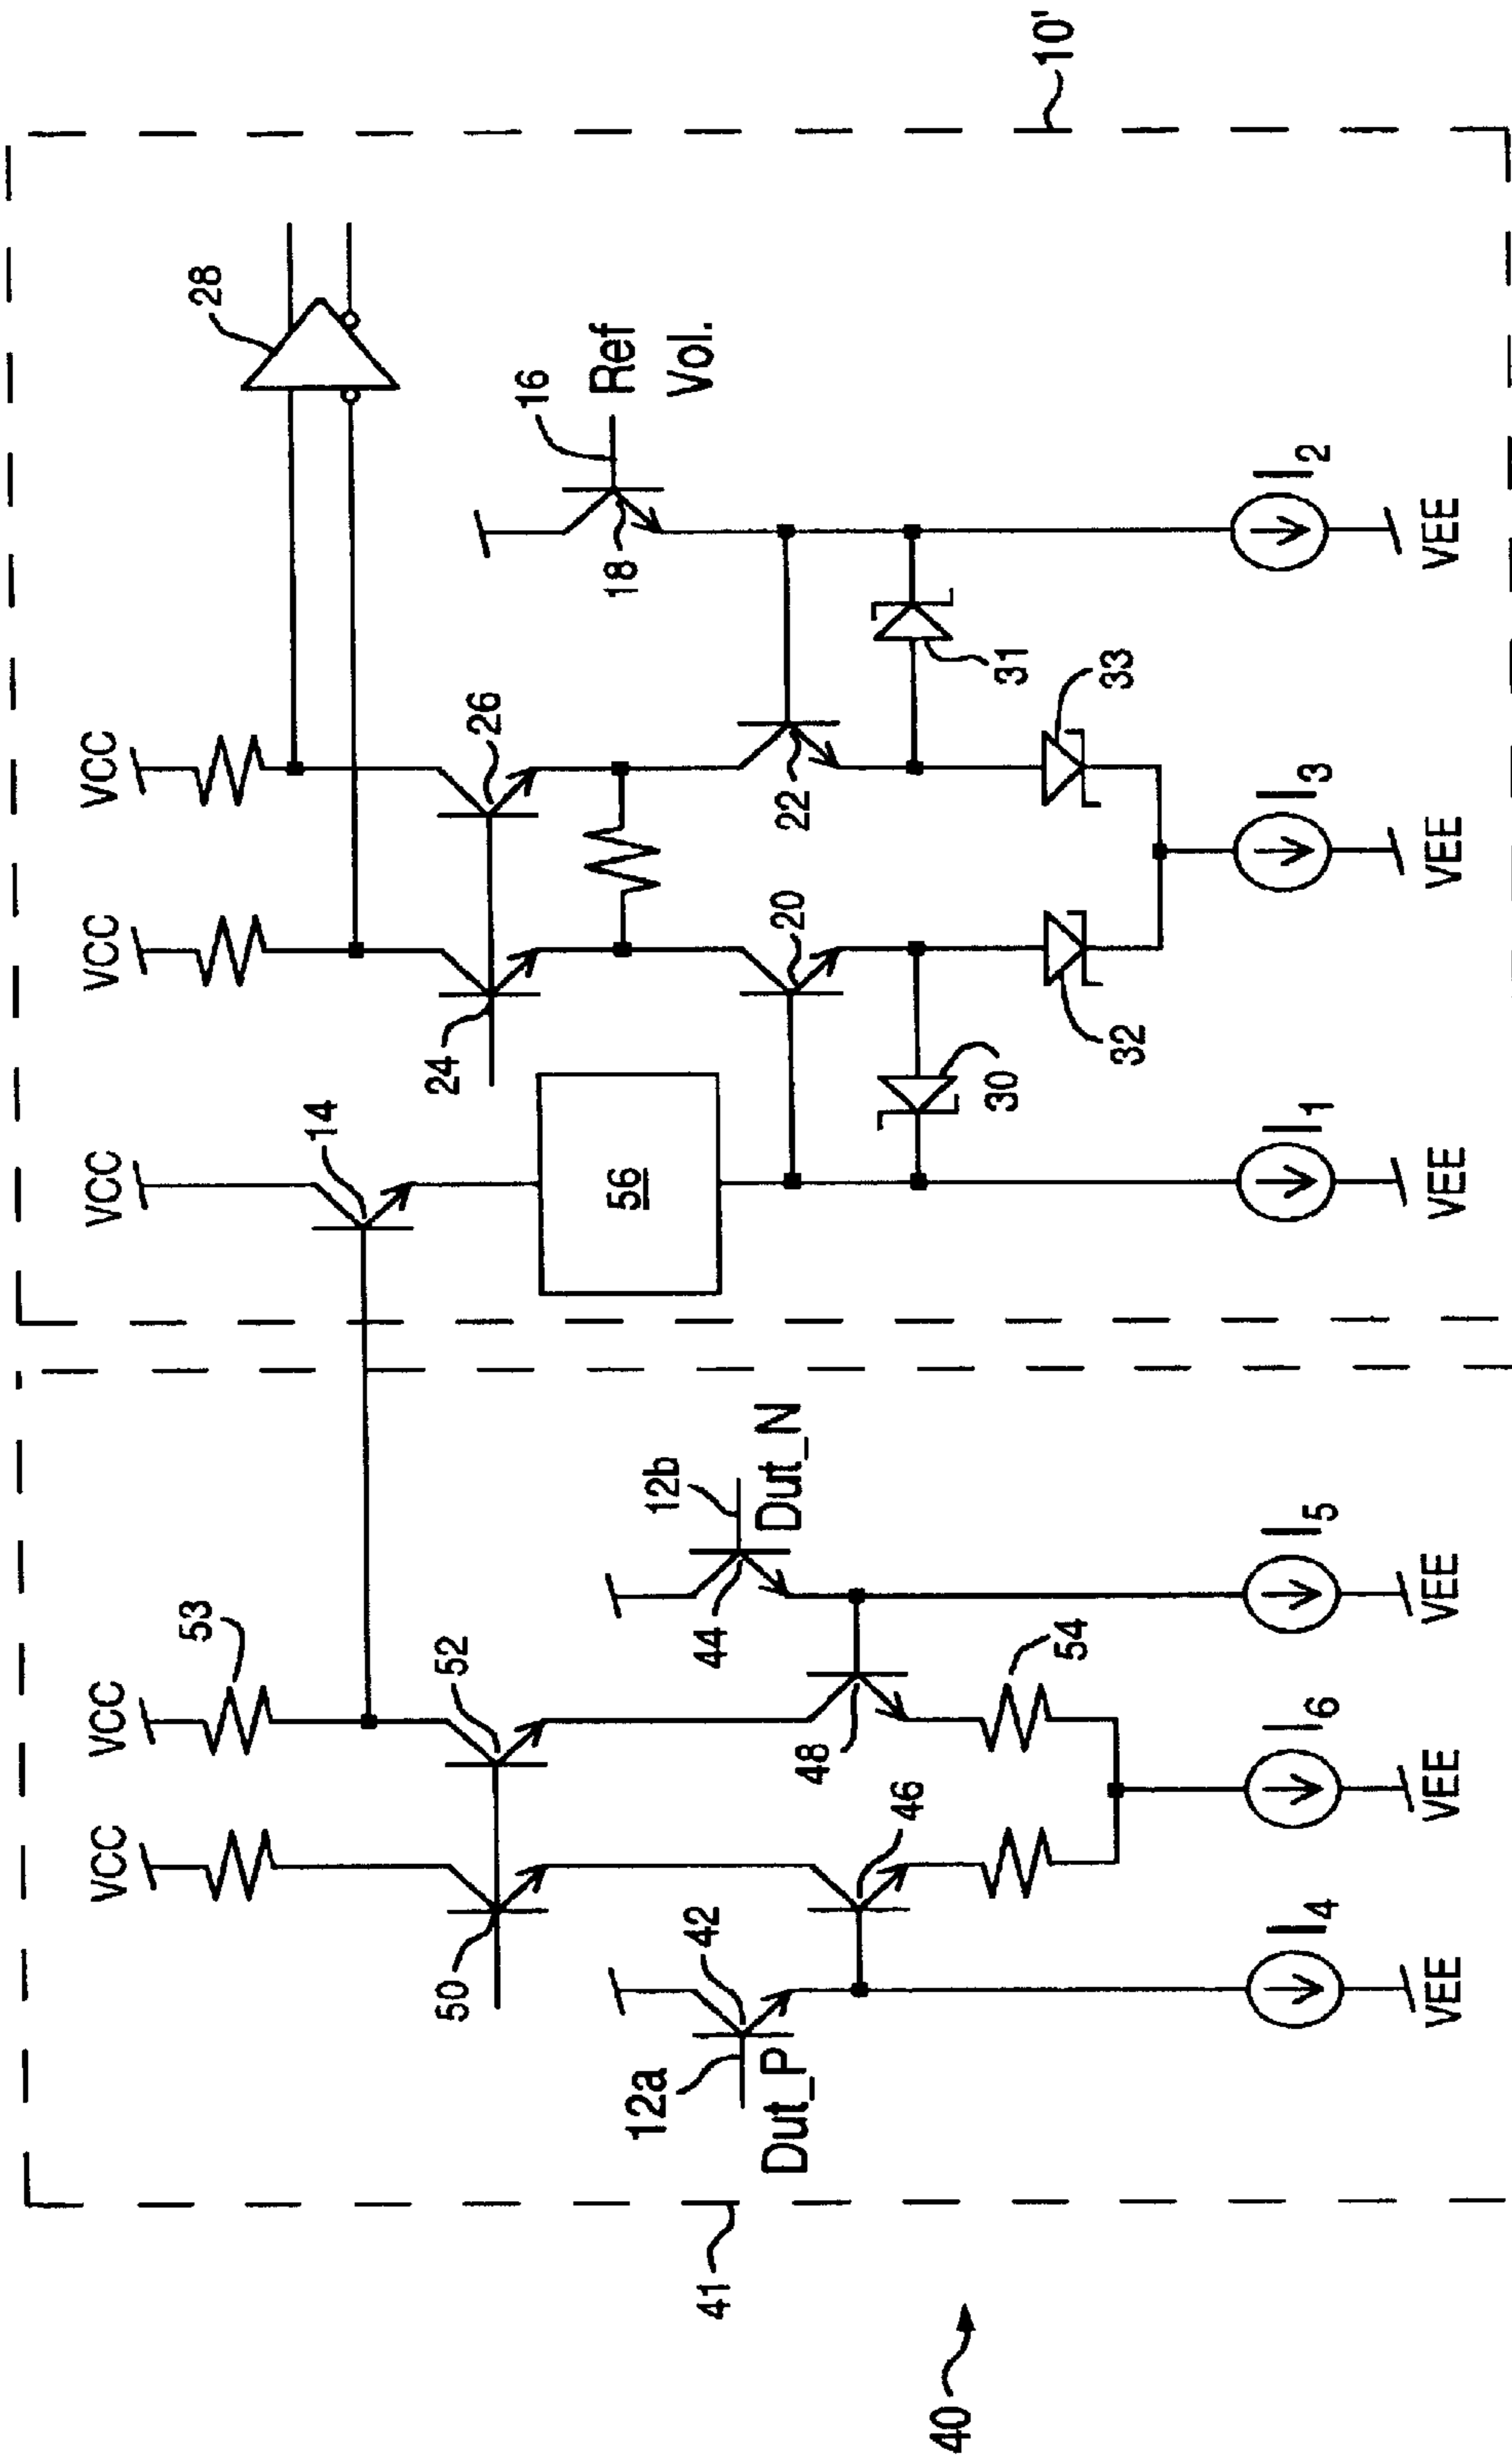 40
41
10'
VCC
VCC
VCC
VCC
VCC
53
14
28
50
52
24
26
56
12a
Dut_P
42
44
12b
Dut_N
16
Ref
Vol.
18
46
48
20
22
54
30
31
32
33
I4
I6
I5
I1
I3
I2
VEE
VEE
VEE
VEE
VEE
VEE